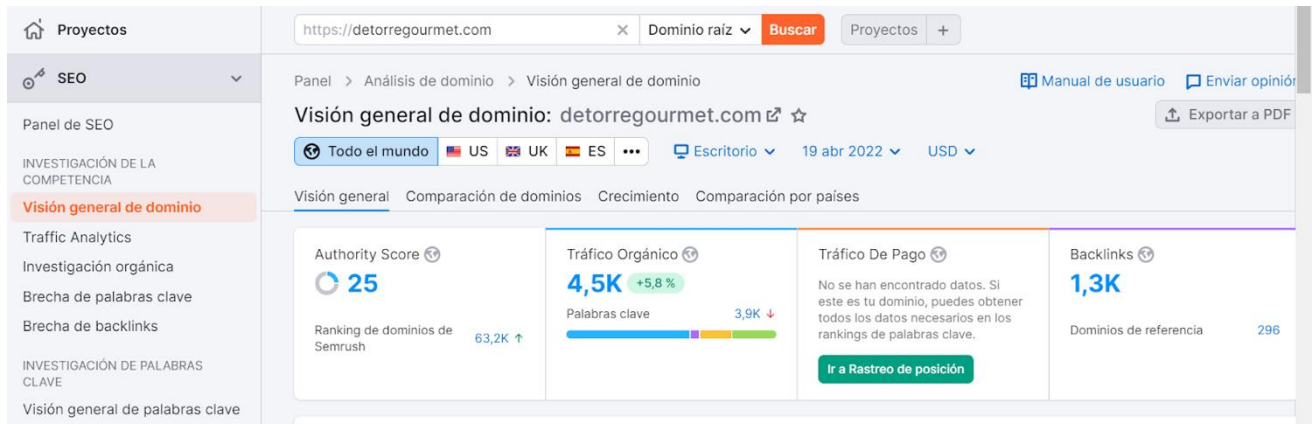 Proyectos
https://detorregourmet.com
Dominio raíz
Buscar
Proyectos +
SEO
Panel > Análisis de dominio > Visión general de dominio
Manual de usuario
Enviar opinión
Visión general de dominio: detorregourmet.com
Exportar a PDF
Todo el mundo US UK ES •••
Escritorio
19 abr 2022
USD
Visión general Comparación de dominios Crecimiento Comparación por países
Panel de SEO
INVESTIGACIÓN DE LA
COMPETENCIA
Visión general de dominio
Traffic Analytics
Investigación orgánica
Brecha de palabras clave
Brecha de backlinks
INVESTIGACIÓN DE PALABRAS
CLAVE
Visión general de palabras clave
Authority Score
25
Ranking de dominios de
Semrush
63,2K ↑
Tráfico Orgánico
4,5K +5,8 %
Palabras clave 3,9K ↓
Tráfico De Pago
No se han encontrado datos. Si
este es tu dominio, puedes obtener
todos los datos necesarios en los
rankings de palabras clave.
Ir a Rastreo de posición
Backlinks
1,3K
Dominios de referencia 296